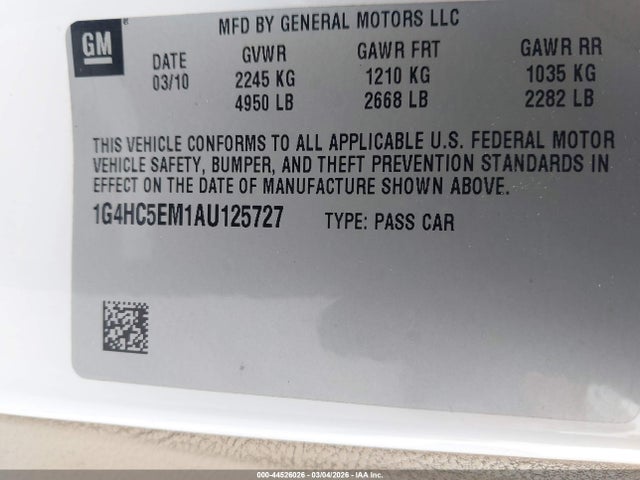 GM
MFD BY GENERAL MOTORS LLC
DATE GVWR GAWR FRT GAWR RR
03/10 2245 KG 1210 KG 1035 KG
4950 LB 2668 LB 2282 LB
THIS VEHICLE CONFORMS TO ALL APPLICABLE U.S. FEDERAL MOTOR
VEHICLE SAFETY, BUMPER, AND THEFT PREVENTION STANDARDS IN
EFFECT ON THE DATE OF MANUFACTURE SHOWN ABOVE.
1G4HC5EM1AU125727 TYPE: PASS CAR
000-44526026 — 03/04/2026 — IAA Inc.